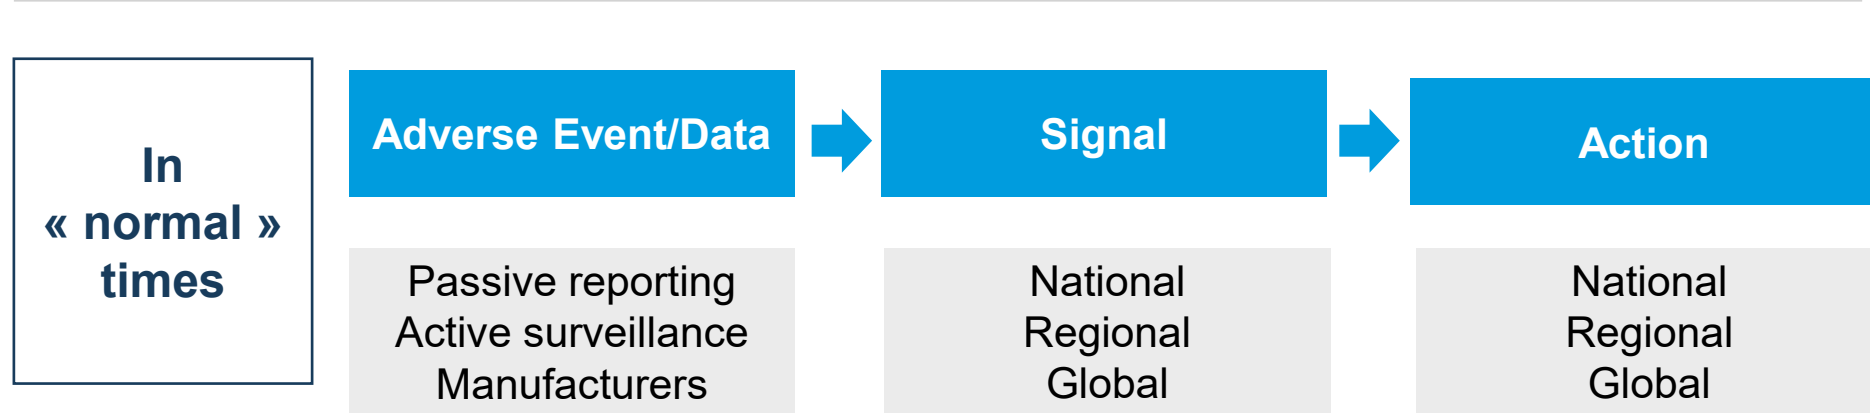 In
« normal »
times
Adverse Event/Data
Signal
Action
Passive reporting
Active surveillance
Manufacturers
National
Regional
Global
National
Regional
Global